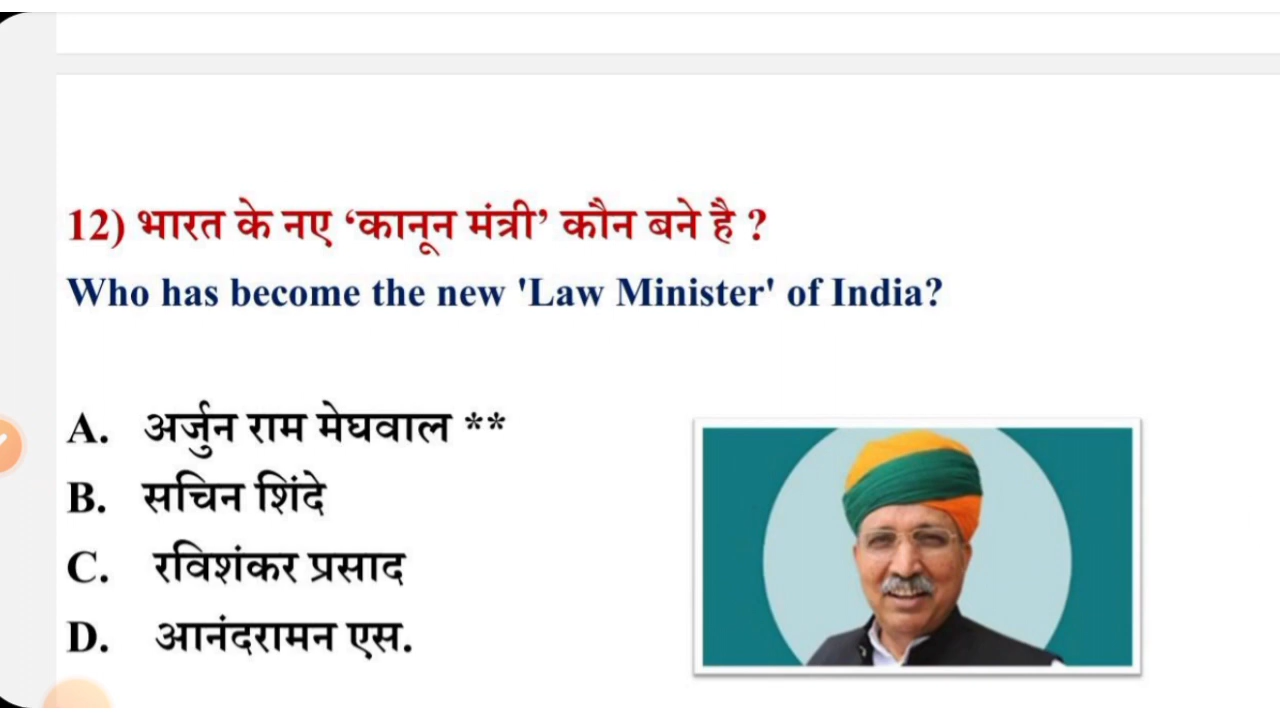 12) भारत के नए ‘कानून मंत्री’ कौन बने है ?
Who has become the new 'Law Minister' of India?
A. अर्जुन राम मेघवाल **
B. सचिन शिंदे
C. रविशंकर प्रसाद
D. आनंदरामन एस.